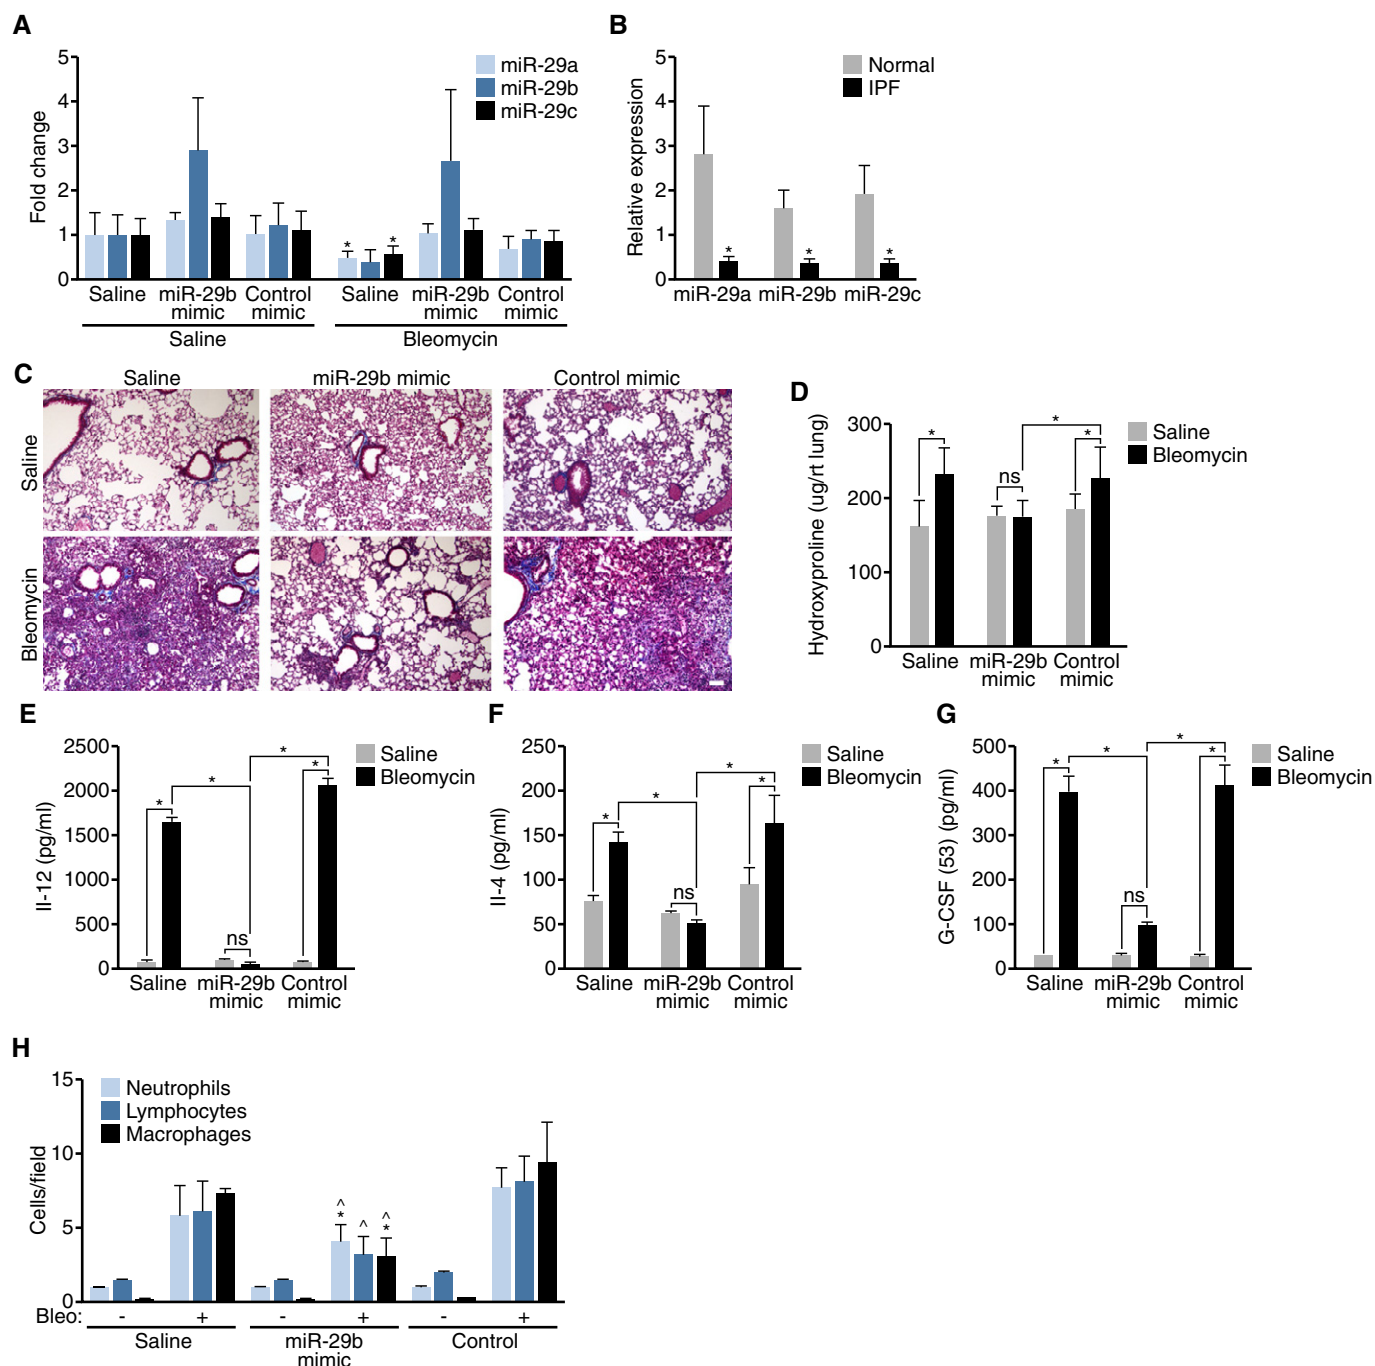 A
Fold change
5
4
3
2
1
0
miR-29a
miR-29b
miR-29c
* *
Saline miR-29b mimic Control mimic Saline miR-29b mimic Control mimic
Saline Bleomycin
B
Relative expression
5
4
3
2
1
0
Normal
IPF
* * *
miR-29a miR-29b miR-29c
C
Saline miR-29b mimic Control mimic
Saline
Bleomycin
D
Hydroxyproline (ug/rt lung)
300
200
100
0
Saline
Bleomycin
*
* ns *
Saline miR-29b mimic Control mimic
E
Il-12 (pg/ml)
2500
2000
1500
1000
500
0
Saline
Bleomycin
*
* *
*
ns
Saline miR-29b mimic Control mimic
F
Il-4 (pg/ml)
250
200
150
100
50
0
Saline
Bleomycin
*
* *
*
ns
Saline miR-29b mimic Control mimic
G
G-CSF (53) (pg/ml)
500
400
300
200
100
0
Saline
Bleomycin
*
* * *
ns
Saline miR-29b mimic Control mimic
H
Cells/field
15
10
5
0
Neutrophils
Lymphocytes
Macrophages
^ ^ ^
* *
Bleo: - + - + - +
Saline miR-29b mimic Control